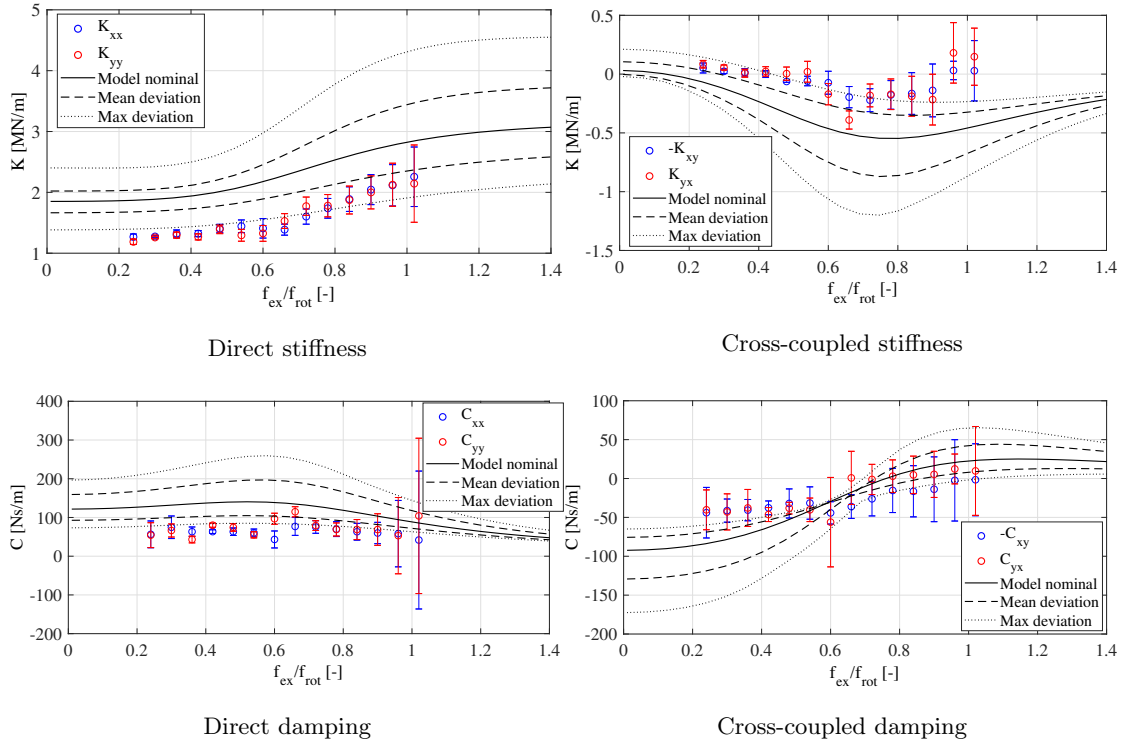 5
4
3
2
1
K [MN/m]
K_xx
K_yy
Model nominal
Mean deviation
Max deviation
0 0.2 0.4 0.6 0.8 1 1.2 1.4
f_ex/f_rot [-]
Direct stiffness
0.5
0
-0.5
-1
-1.5
K [MN/m]
-K_xy
K_yx
Model nominal
Mean deviation
Max deviation
0 0.2 0.4 0.6 0.8 1 1.2 1.4
f_ex/f_rot [-]
Cross-coupled stiffness
400
300
200
100
0
-100
-200
C [Ns/m]
C_xx
C_yy
Model nominal
Mean deviation
Max deviation
0 0.2 0.4 0.6 0.8 1 1.2 1.4
f_ex/f_rot [-]
Direct damping
100
50
0
-50
-100
-150
-200
C [Ns/m]
-C_xy
C_yx
Model nominal
Mean deviation
Max deviation
0 0.2 0.4 0.6 0.8 1 1.2 1.4
f_ex/f_rot [-]
Cross-coupled damping